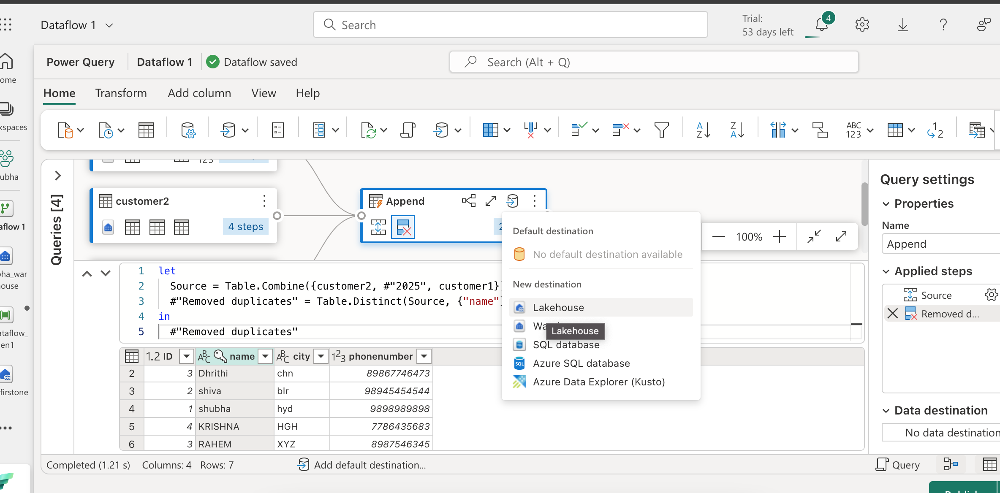 Dataflow 1
Search
Trial:
53 days left
4
Power Query
Dataflow 1
Dataflow saved
Search (Alt + Q)
Home
Transform
Add column
View
Help
ABC
123
A
Z
Z
A
1
2
ome
kspaces
ubha
aflow 1
ha_war
ouse
ataflow_
en1
firstone
Queries [4]
123
customer2
4 steps
Append
2
100%
Default destination
No default destination available
New destination
Lakehouse
Wa
Lakehouse
SQL database
SQL
Azure SQL database
Azure Data Explorer (Kusto)
1 let
2 Source = Table.Combine({customer2, #"2025", customer1}
3 #"Removed duplicates" = Table.Distinct(Source, {"name"
4 in
5 #"Removed duplicates"
1.2 ID
ABC name
ABC city
123 phonenumber
2 3 Dhrithi chn 89867746473
3 2 shiva blr 98945454544
4 1 shubha hyd 9898989898
5 4 KRISHNA HGH 7786435683
6 3 RAHEM XYZ 8987546345
Query settings
Properties
Name
Append
Applied steps
Source
Removed d...
Data destination
No data destination
Completed (1.21 s)
Columns: 4
Rows: 7
Add default destination...
Query